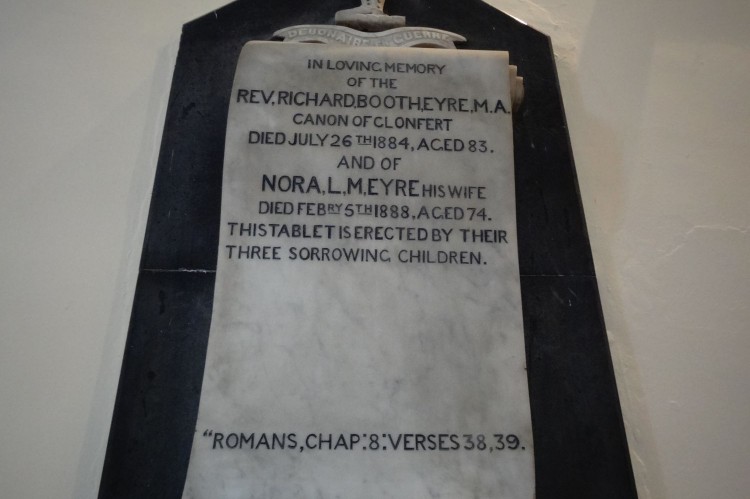 DEBONNAIRE GUERRE
IN LOVING MEMORY
OF THE
REV, RICHARD, BOOTH, EYRE, M.A.
CANON OF CLONFERT
DIED JULY 26TH 1884, AGED 83.
AND OF
NORA, L, M, EYRE HIS WIFE
DIED FEBRY 5TH 1888, AGED 74.
THIS TABLET IS ERECTED BY THEIR
THREE SORROWING CHILDREN.
"ROMANS, CHAP:8: VERSES 38,39.